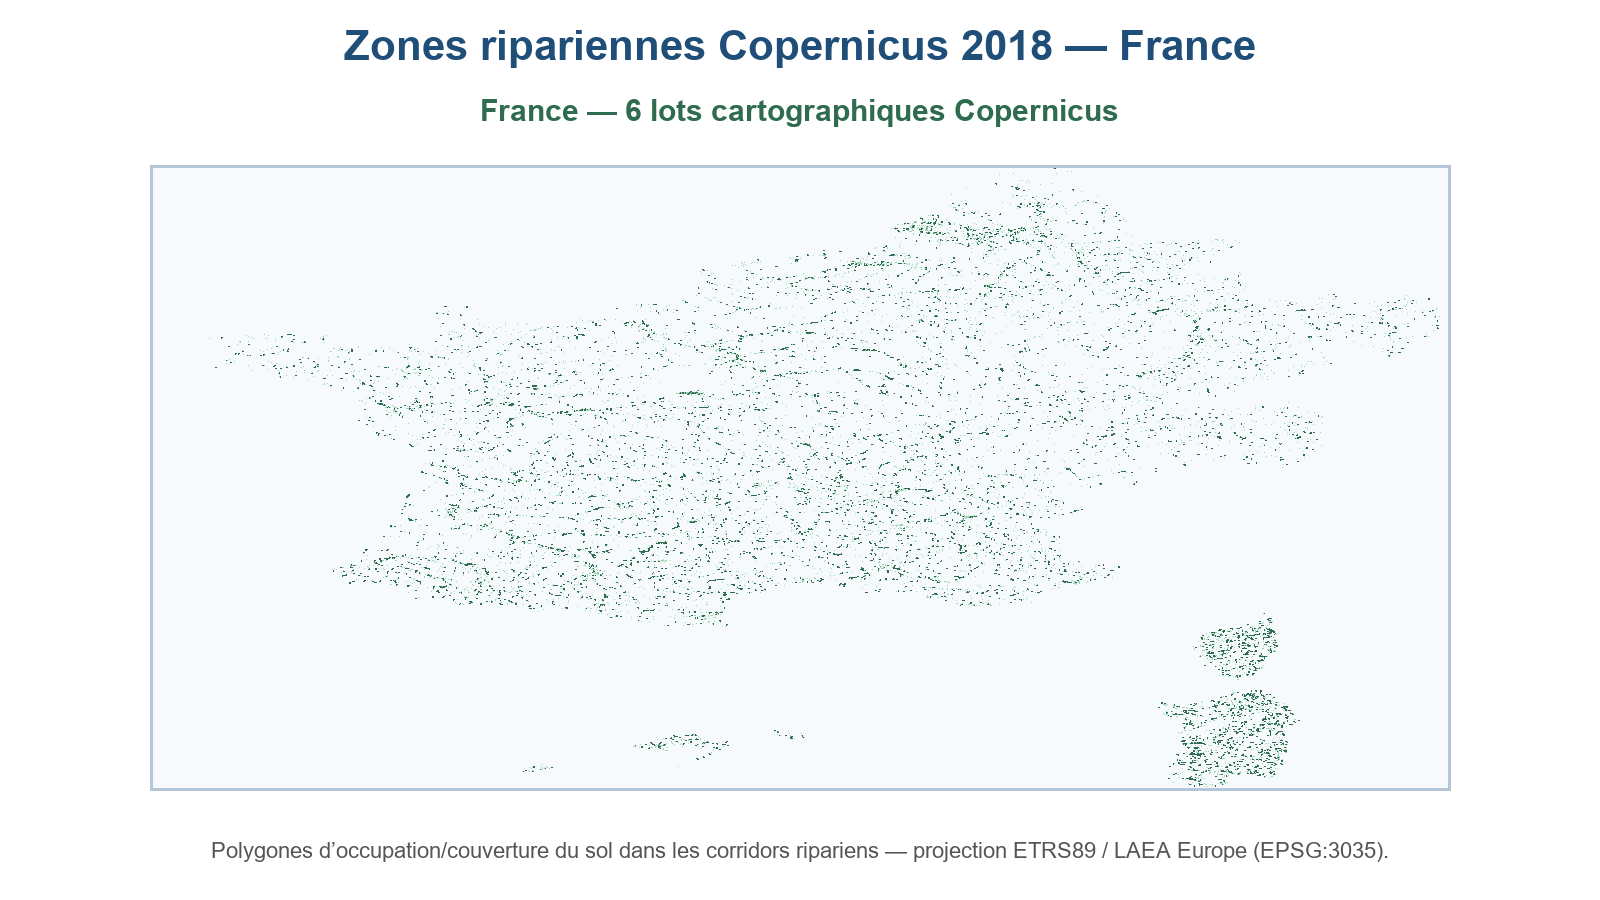 Zones ripariennes Copernicus 2018 — France
France — 6 lots cartographiques Copernicus
Polygones d’occupation/couverture du sol dans les corridors ripariens — projection ETRS89 / LAEA Europe (EPSG:3035).